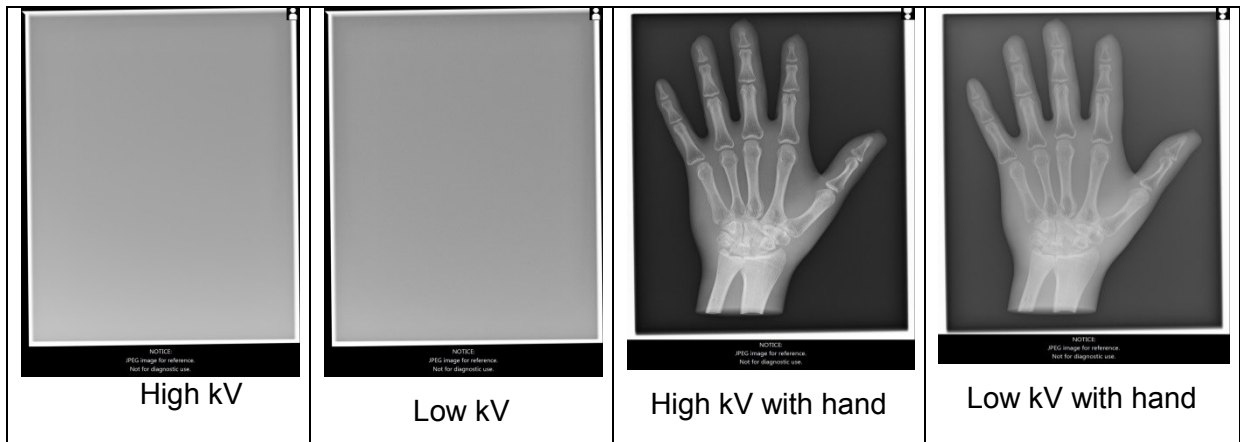 NOTICE:
JPEG image for reference.
Not for diagnostic use.
High kV
NOTICE:
JPEG image for reference.
Not for diagnostic use.
Low kV
NOTICE:
JPEG image for reference.
Not for diagnostic use.
High kV with hand
NOTICE:
JPEG image for reference.
Not for diagnostic use.
Low kV with hand